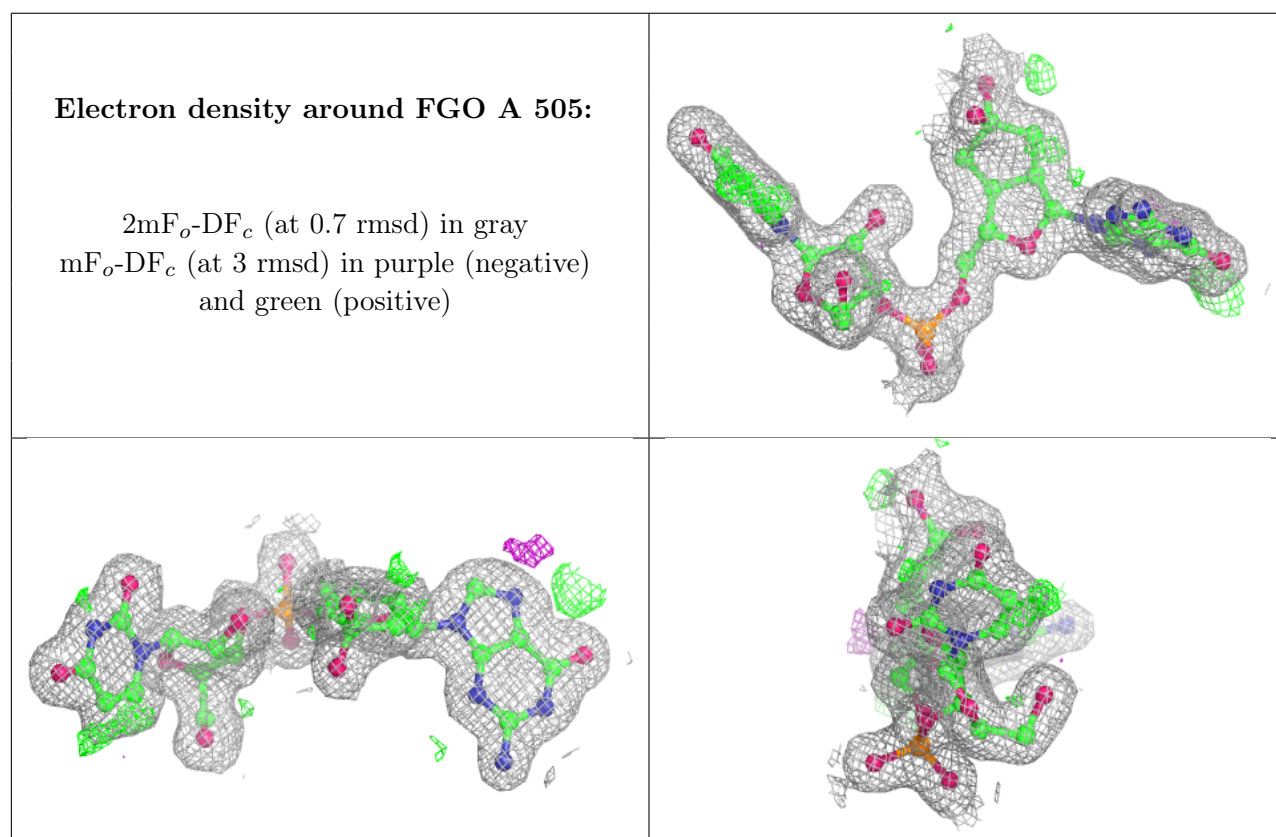 Electron density around FGO A 505:
2mFo-DFc (at 0.7 rmsd) in gray
mFo-DFc (at 3 rmsd) in purple (negative)
and green (positive)